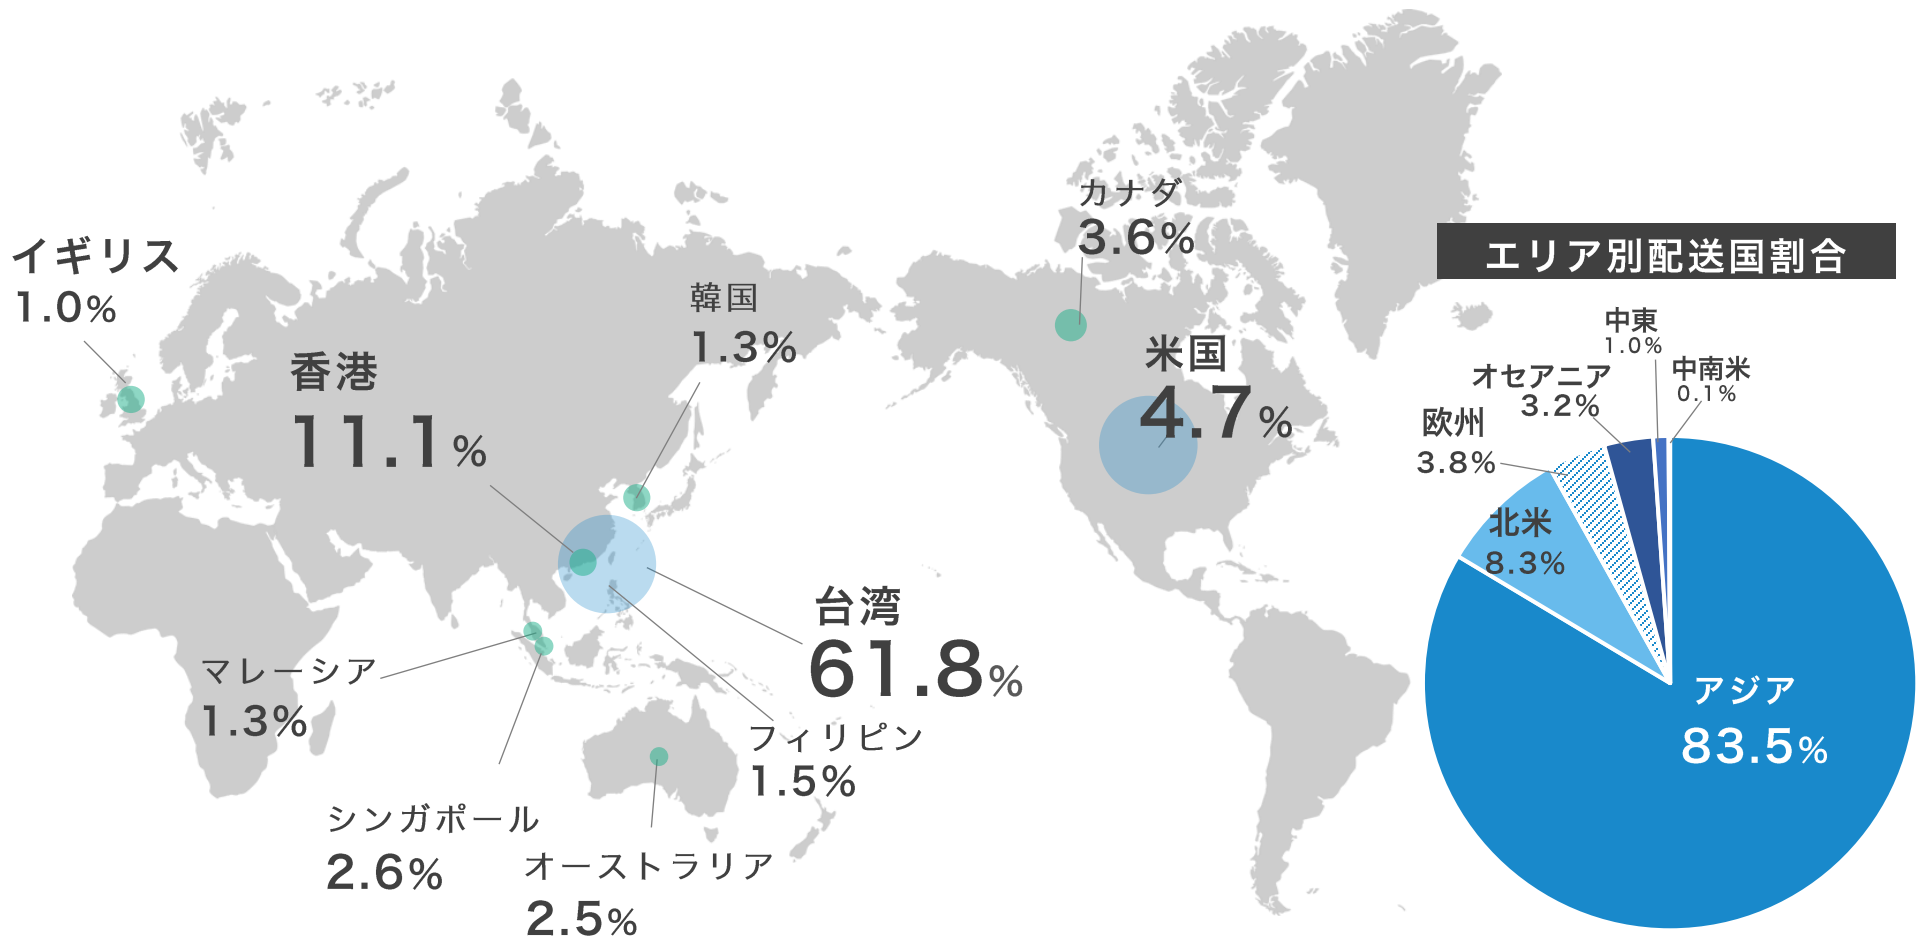 イギリス
1.0%
香港
11.1%
韓国
1.3%
カナダ
3.6%
米国
4.7%
台湾
61.8%
マレーシア
1.3%
フィリピン
1.5%
シンガポール
2.6%
オーストラリア
2.5%
エリア別配送国割合
中東
1.0%
中南米
0.1%
オセアニア
3.2%
欧州
3.8%
北米
8.3%
アジア
83.5%